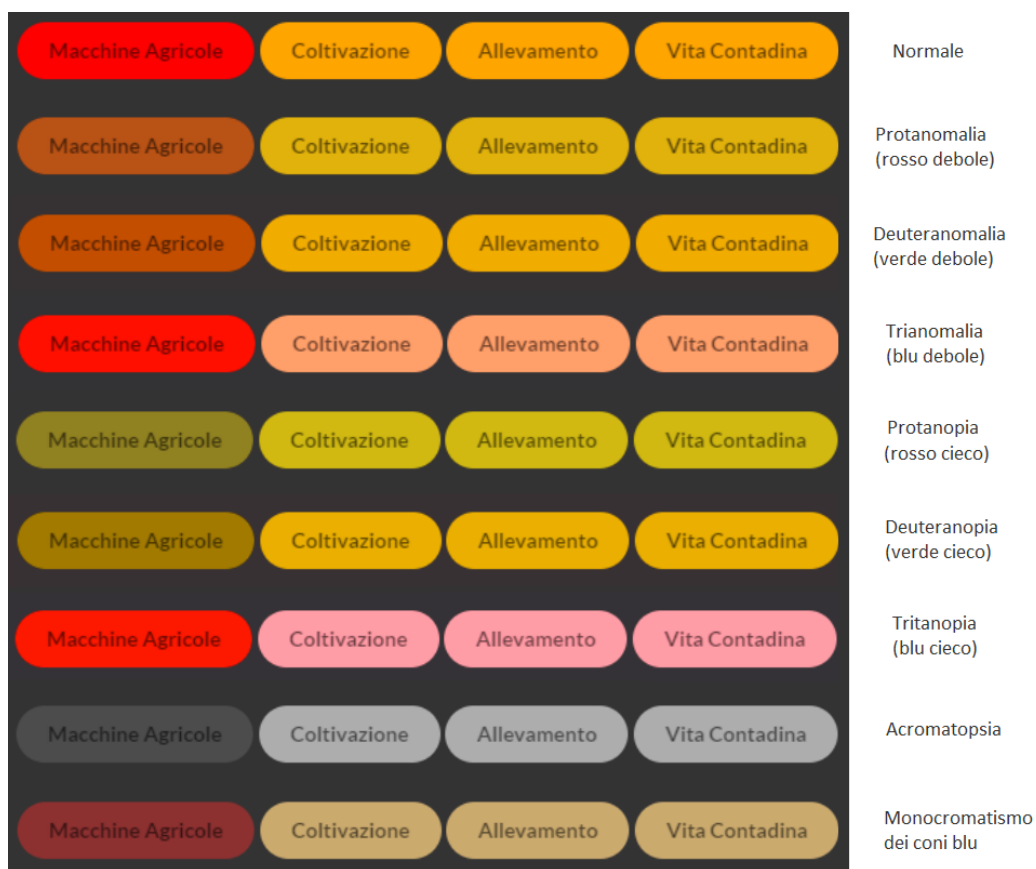 Macchine Agricole Coltivazione Allevamento Vita Contadina Normale
Macchine Agricole Coltivazione Allevamento Vita Contadina Protanomalia
(rosso debole)
Macchine Agricole Coltivazione Allevamento Vita Contadina Deuteranomalia
(verde debole)
Macchine Agricole Coltivazione Allevamento Vita Contadina Trianomalia
(blu debole)
Macchine Agricole Coltivazione Allevamento Vita Contadina Protanopia
(rosso cieco)
Macchine Agricole Coltivazione Allevamento Vita Contadina Deuteranopia
(verde cieco)
Macchine Agricole Coltivazione Allevamento Vita Contadina Tritanopia
(blu cieco)
Macchine Agricole Coltivazione Allevamento Vita Contadina Acromatopsia
Macchine Agricole Coltivazione Allevamento Vita Contadina Monocromatismo
dei coni blu